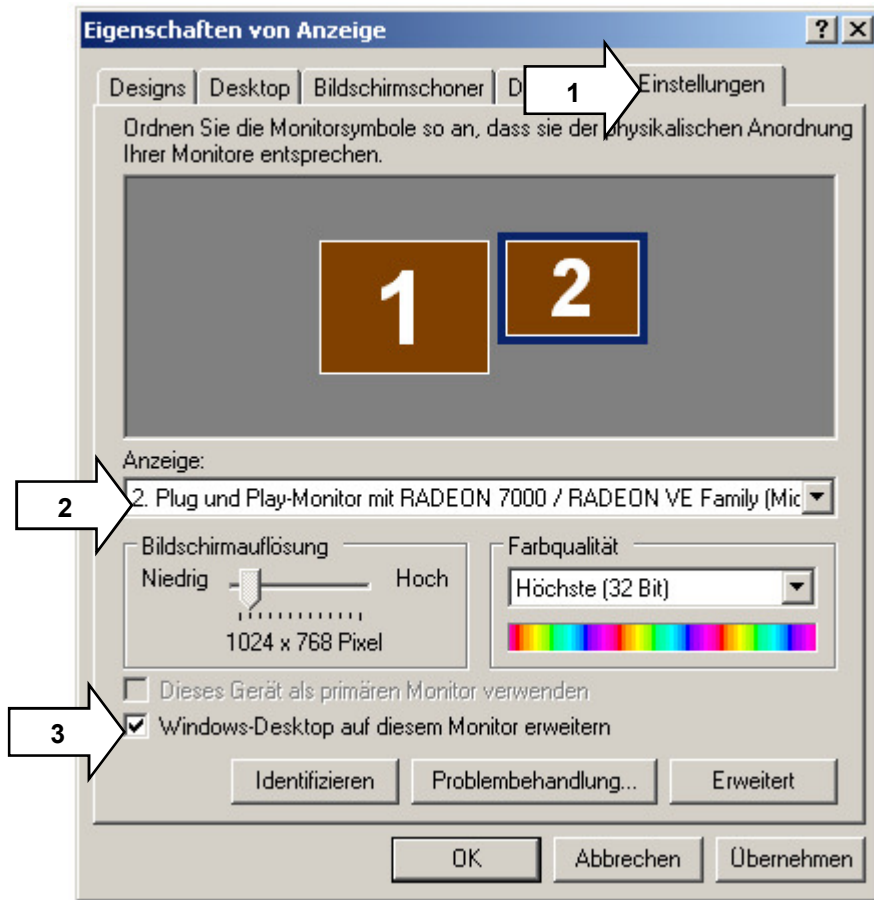 Eigenschaften von Anzeige
Designs Desktop Bildschirmschoner D 1 Einstellungen
Ordnen Sie die Monitorsymbole so an, dass sie der physikalischen Anordnung
Ihrer Monitore entsprechen.
1 2
Anzeige:
2 2. Plug und Play-Monitor mit RADEON 7000 / RADEON VE Family (Mic
Bildschirmauflösung Farbqualität
Niedrig Hoch Höchste (32 Bit)
1024 x 768 Pixel
Dieses Gerät als primären Monitor verwenden
3 Windows-Desktop auf diesem Monitor erweitern
Identifizieren Problembehandlung... Erweitert
OK Abbrechen Übernehmen